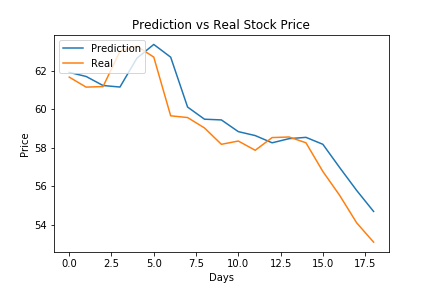 Prediction vs Real Stock Price
Prediction
Real
62
60
58
56
54
Price
0.0 2.5 5.0 7.5 10.0 12.5 15.0 17.5
Days